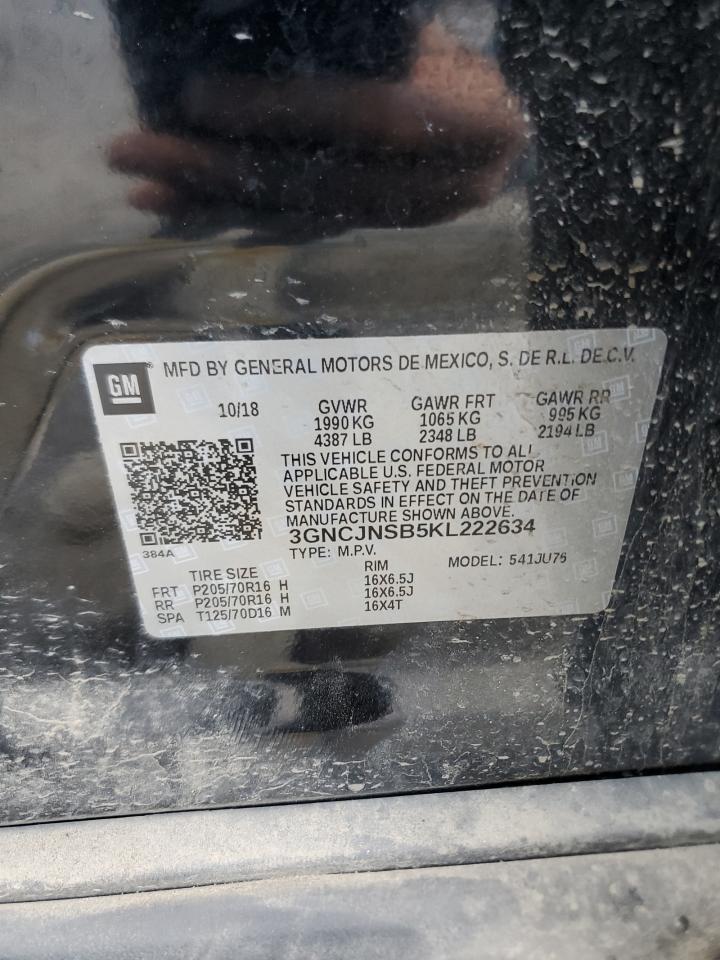 MFD BY GENERAL MOTORS DE MEXICO, S. DE R.L. DE C.V.
GM
10/18 GVWR GAWR FRT GAWR RR
1990 KG 1065 KG 995 KG
4387 LB 2348 LB 2194 LB
THIS VEHICLE CONFORMS TO ALL
APPLICABLE U.S. FEDERAL MOTOR
VEHICLE SAFETY AND THEFT PREVENTION
STANDARDS IN EFFECT ON THE DATE OF
MANUFACTURE SHOWN ABOVE.
3GNCJNSB5KL222634
384A
TYPE: M.P.V. MODEL: 541JU76
TIRE SIZE RIM
FRT P205/70R16 H 16X6.5J
RR P205/70R16 H 16X6.5J
SPA T125/70D16 M 16X4T